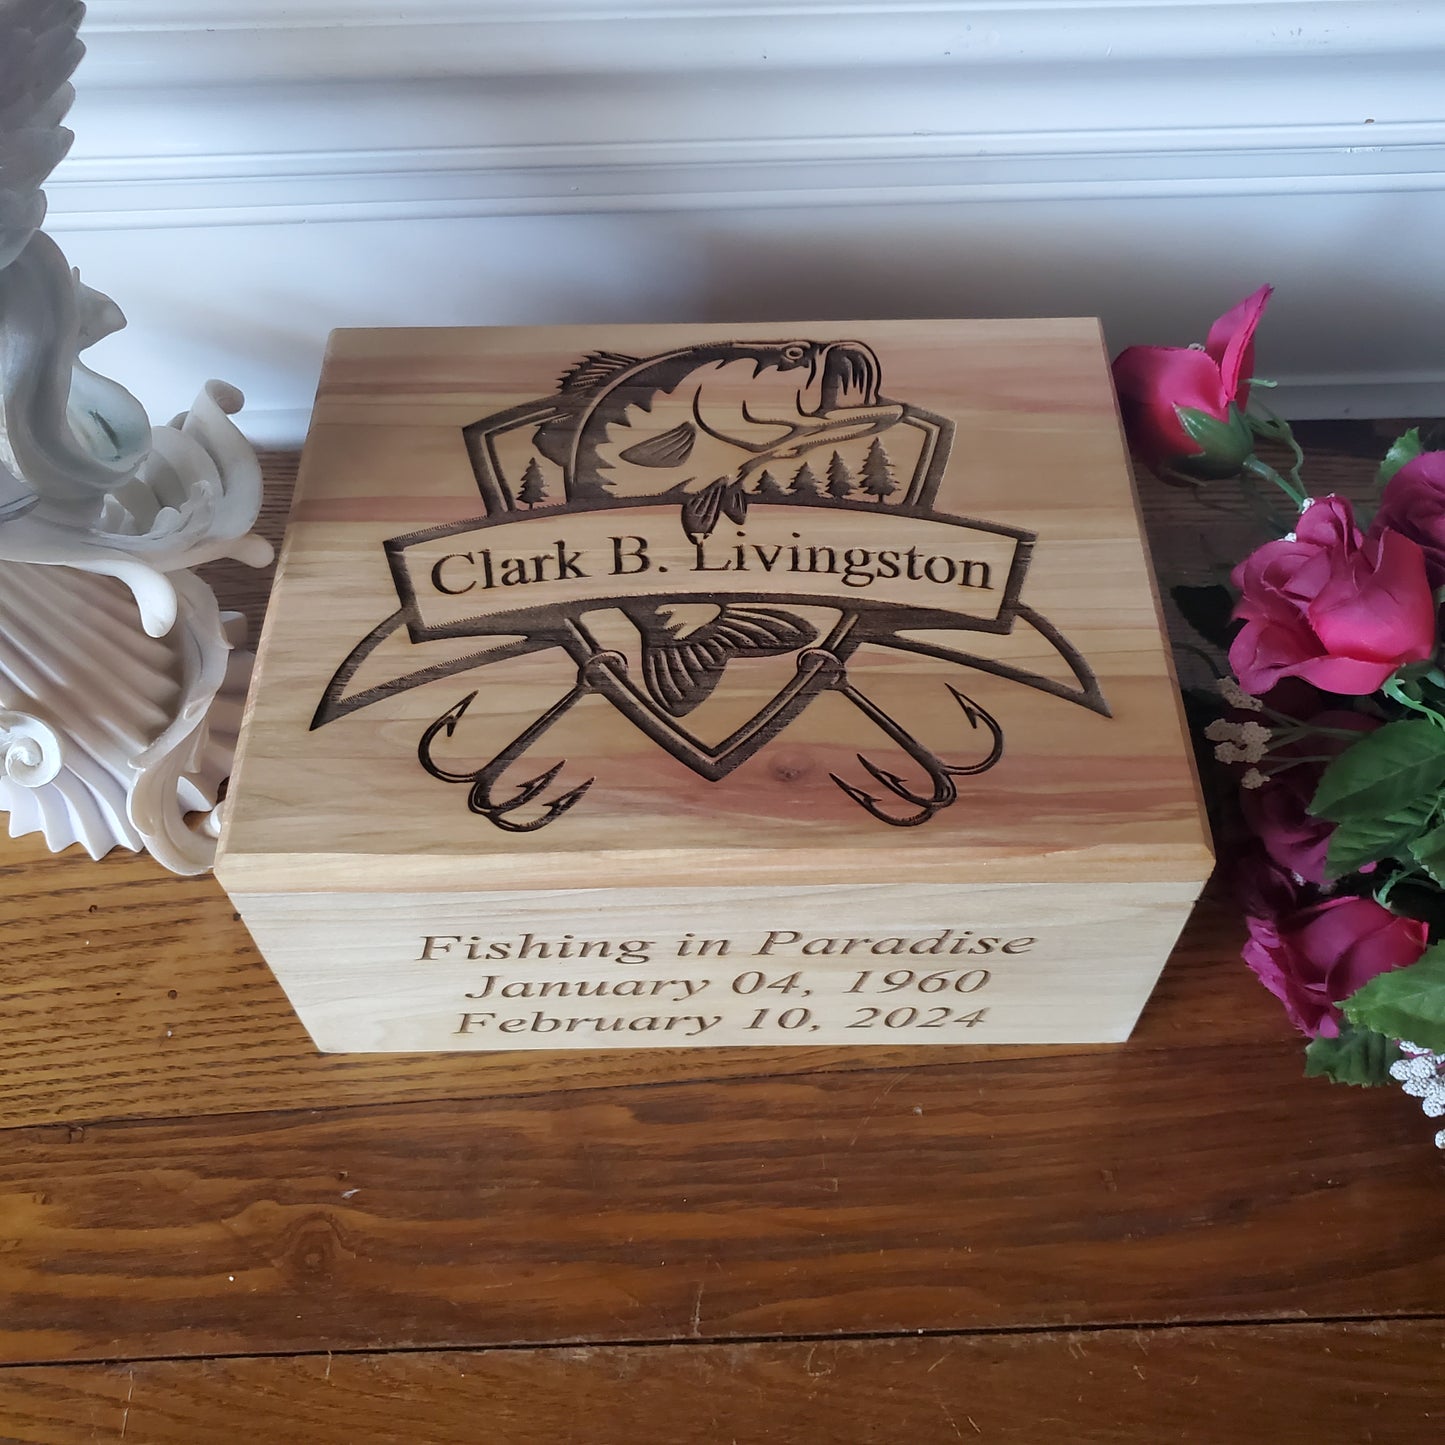 Clark B. Livingston
Fishing in Paradise
January 04, 1960
February 10, 2024